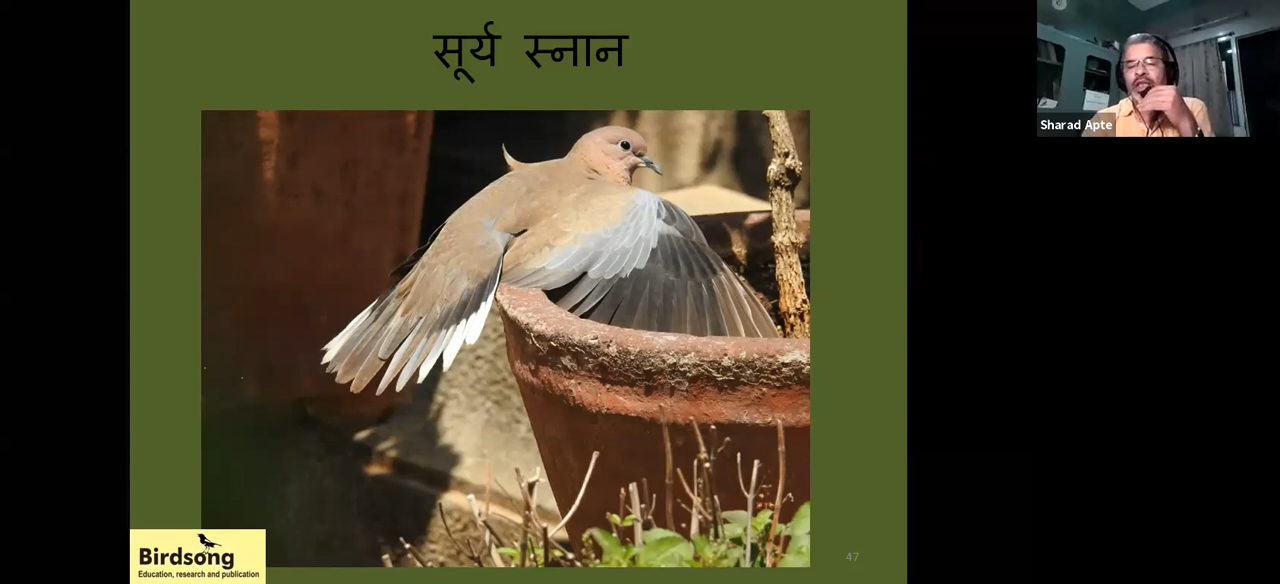 सूर्य स्नान
Sharad Apte
Birdsong
Education, research and publication
47